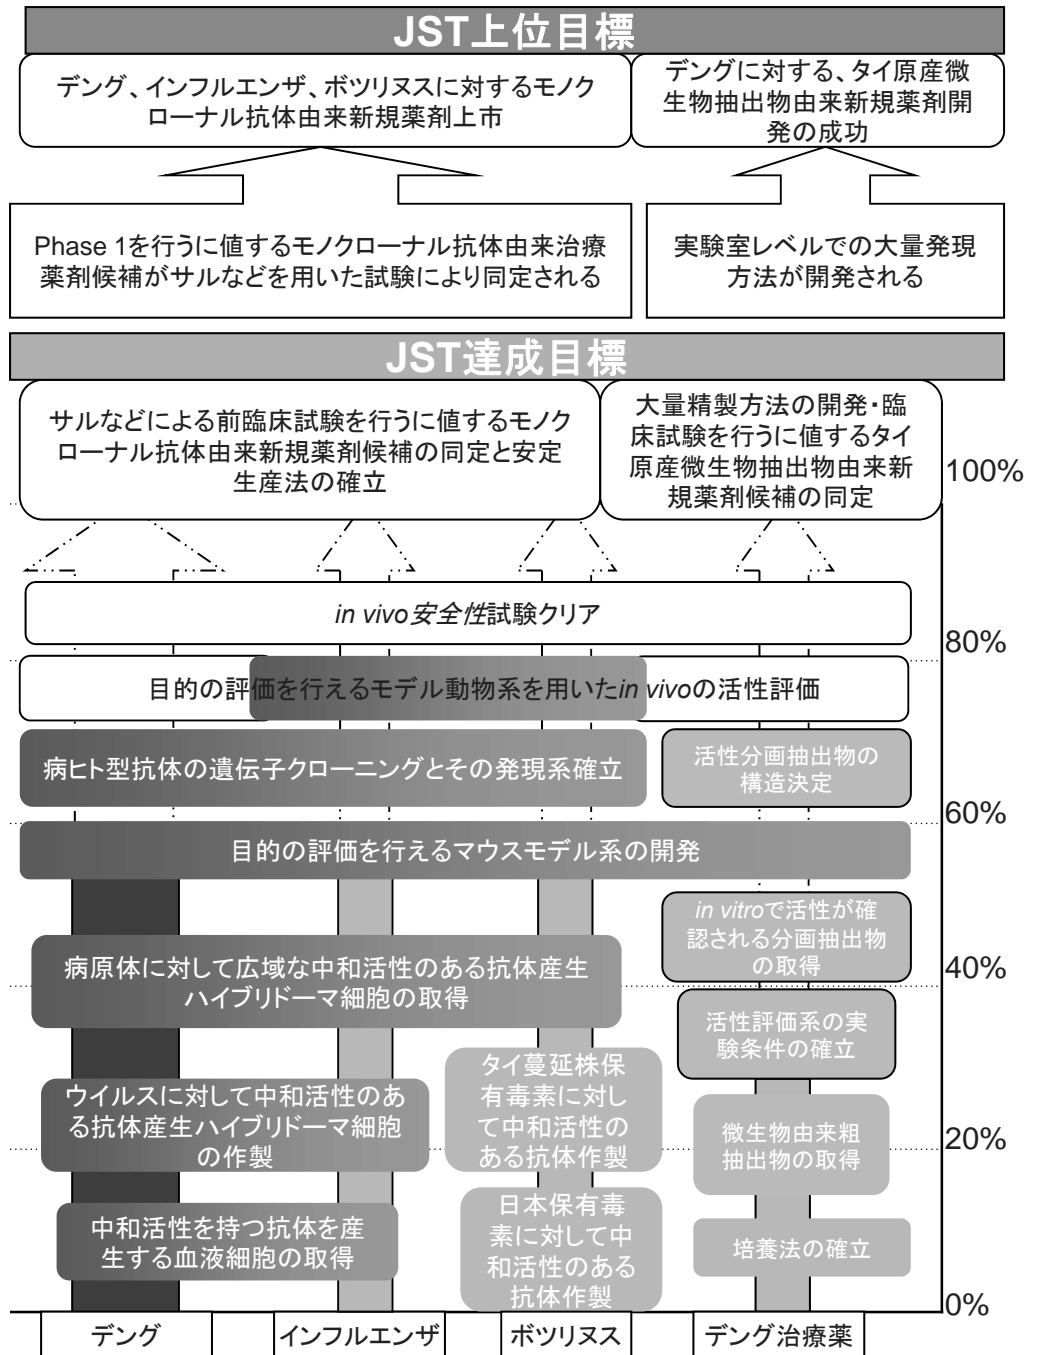 JST上位目標
デング、インフルエンザ、ボツリヌスに対するモノク
ローナル抗体由来新規薬剤上市
デングに対する、タイ原産微
生物抽出物由来新規薬剤開
発の成功
Phase 1を行うに値するモノクローナル抗体由来治療
薬剤候補がサルなどを用いた試験により同定される
実験室レベルでの大量発現
方法が開発される
JST達成目標
サルなどによる前臨床試験を行うに値するモノク
ローナル抗体由来新規薬剤候補の同定と安定
生産法の確立
大量精製方法の開発・臨
床試験を行うに値するタイ
原産微生物抽出物由来新
規薬剤候補の同定
100%
in vivo安全性試験クリア
80%
目的の評価を行えるモデル動物系を用いたin vivoの活性評価
病ヒト型抗体の遺伝子クローニングとその発現系確立
活性分画抽出物の
構造決定
60%
目的の評価を行えるマウスモデル系の開発
in vitroで活性が確
認される分画抽出物
の取得
病原体に対して広域な中和活性のある抗体産生
ハイブリドーマ細胞の取得
40%
活性評価系の実
験条件の確立
ウイルスに対して中和活性のあ
る抗体産生ハイブリドーマ細胞
の作製
タイ蔓延株保
有毒素に対し
て中和活性の
ある抗体作製
微生物由来粗
抽出物の取得
20%
中和活性を持つ抗体を産
生する血液細胞の取得
日本保有毒
素に対して中
和活性のある
抗体作製
培養法の確立
0%
デング
インフルエンザ
ボツリヌス
デング治療薬